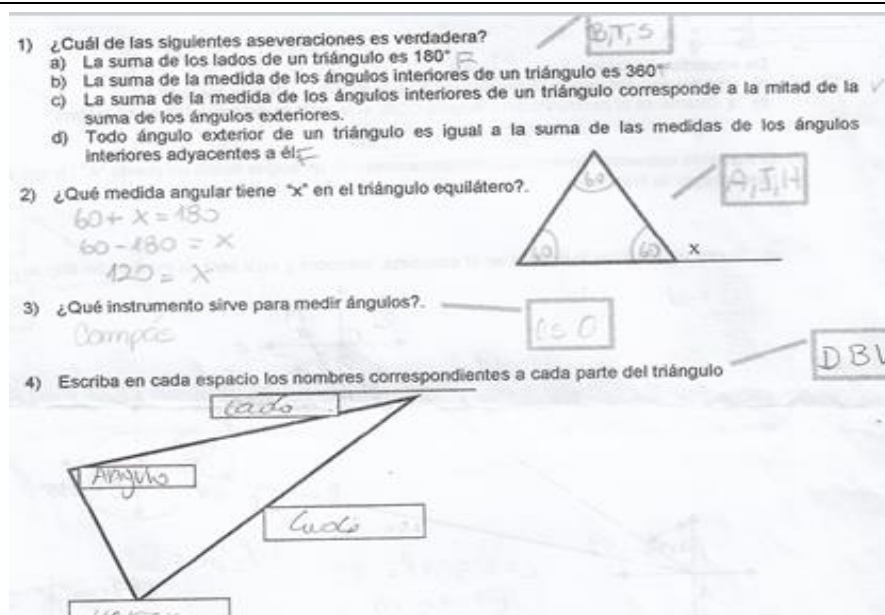 1) ¿Cuál de las siguientes aseveraciones es verdadera?
B,T,S
a) La suma de los lados de un triángulo es 180° F
b) La suma de la medida de los ángulos interiores de un triángulo es 360°
c) La suma de la medida de los ángulos interiores de un triángulo corresponde a la mitad de la
suma de los ángulos exteriores.
d) Todo ángulo exterior de un triángulo es igual a la suma de las medidas de los ángulos
interiores adyacentes a él. F
2) ¿Qué medida angular tiene "x" en el triángulo equilátero?.
A,J,H
60 + x = 180
60 - 180 = x
120 = x
60
60
60
x
3) ¿Qué instrumento sirve para medir ángulos?.
Compás
es 0
4) Escriba en cada espacio los nombres correspondientes a cada parte del triángulo
DB
Lado
Angulo
Lado